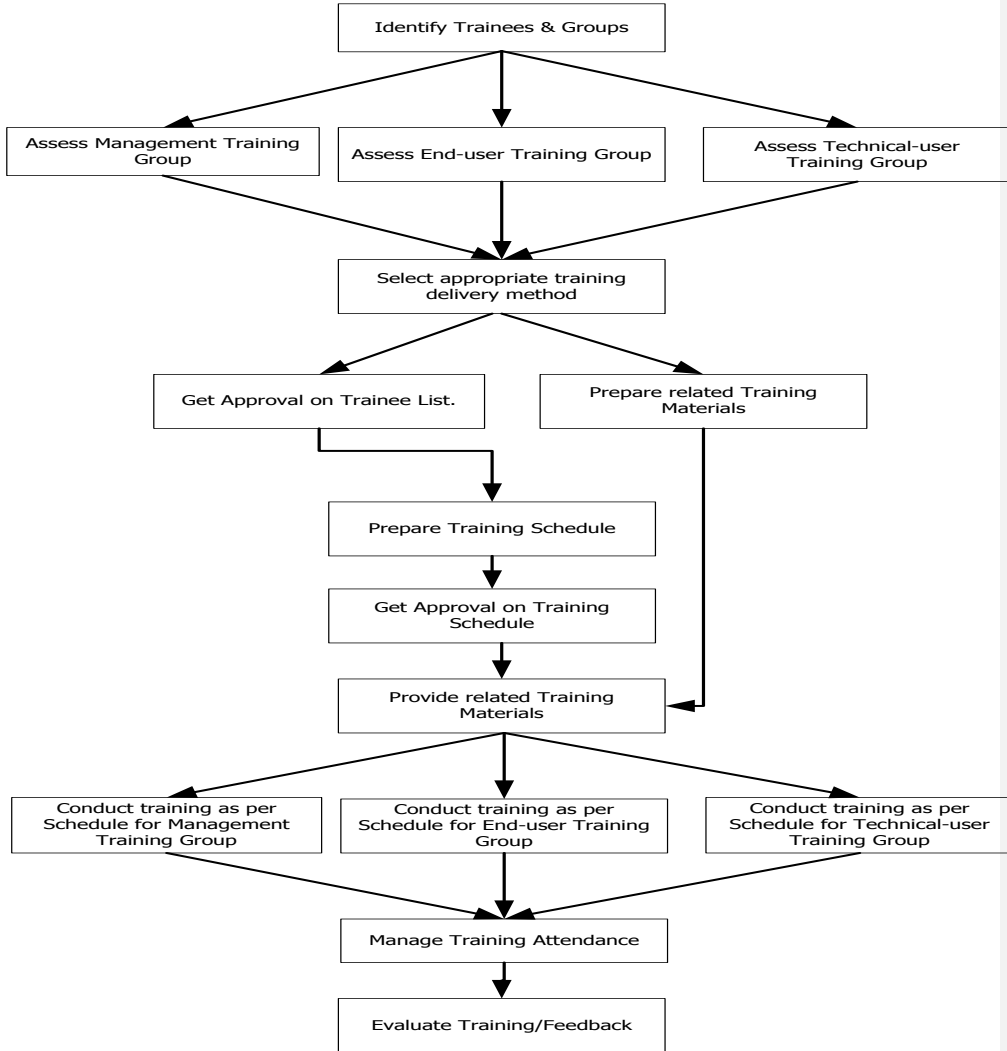 Identify Trainees & Groups
Assess Management Training
Group
Assess End-user Training Group
Assess Technical-user
Training Group
Select appropriate training
delivery method
Get Approval on Trainee List.
Prepare related Training
Materials
Prepare Training Schedule
Get Approval on Training
Schedule
Provide related Training
Materials
Conduct training as per
Schedule for Management
Training Group
Conduct training as per
Schedule for End-user Training
Group
Conduct training as per
Schedule for Technical-user
Training Group
Manage Training Attendance
Evaluate Training/Feedback